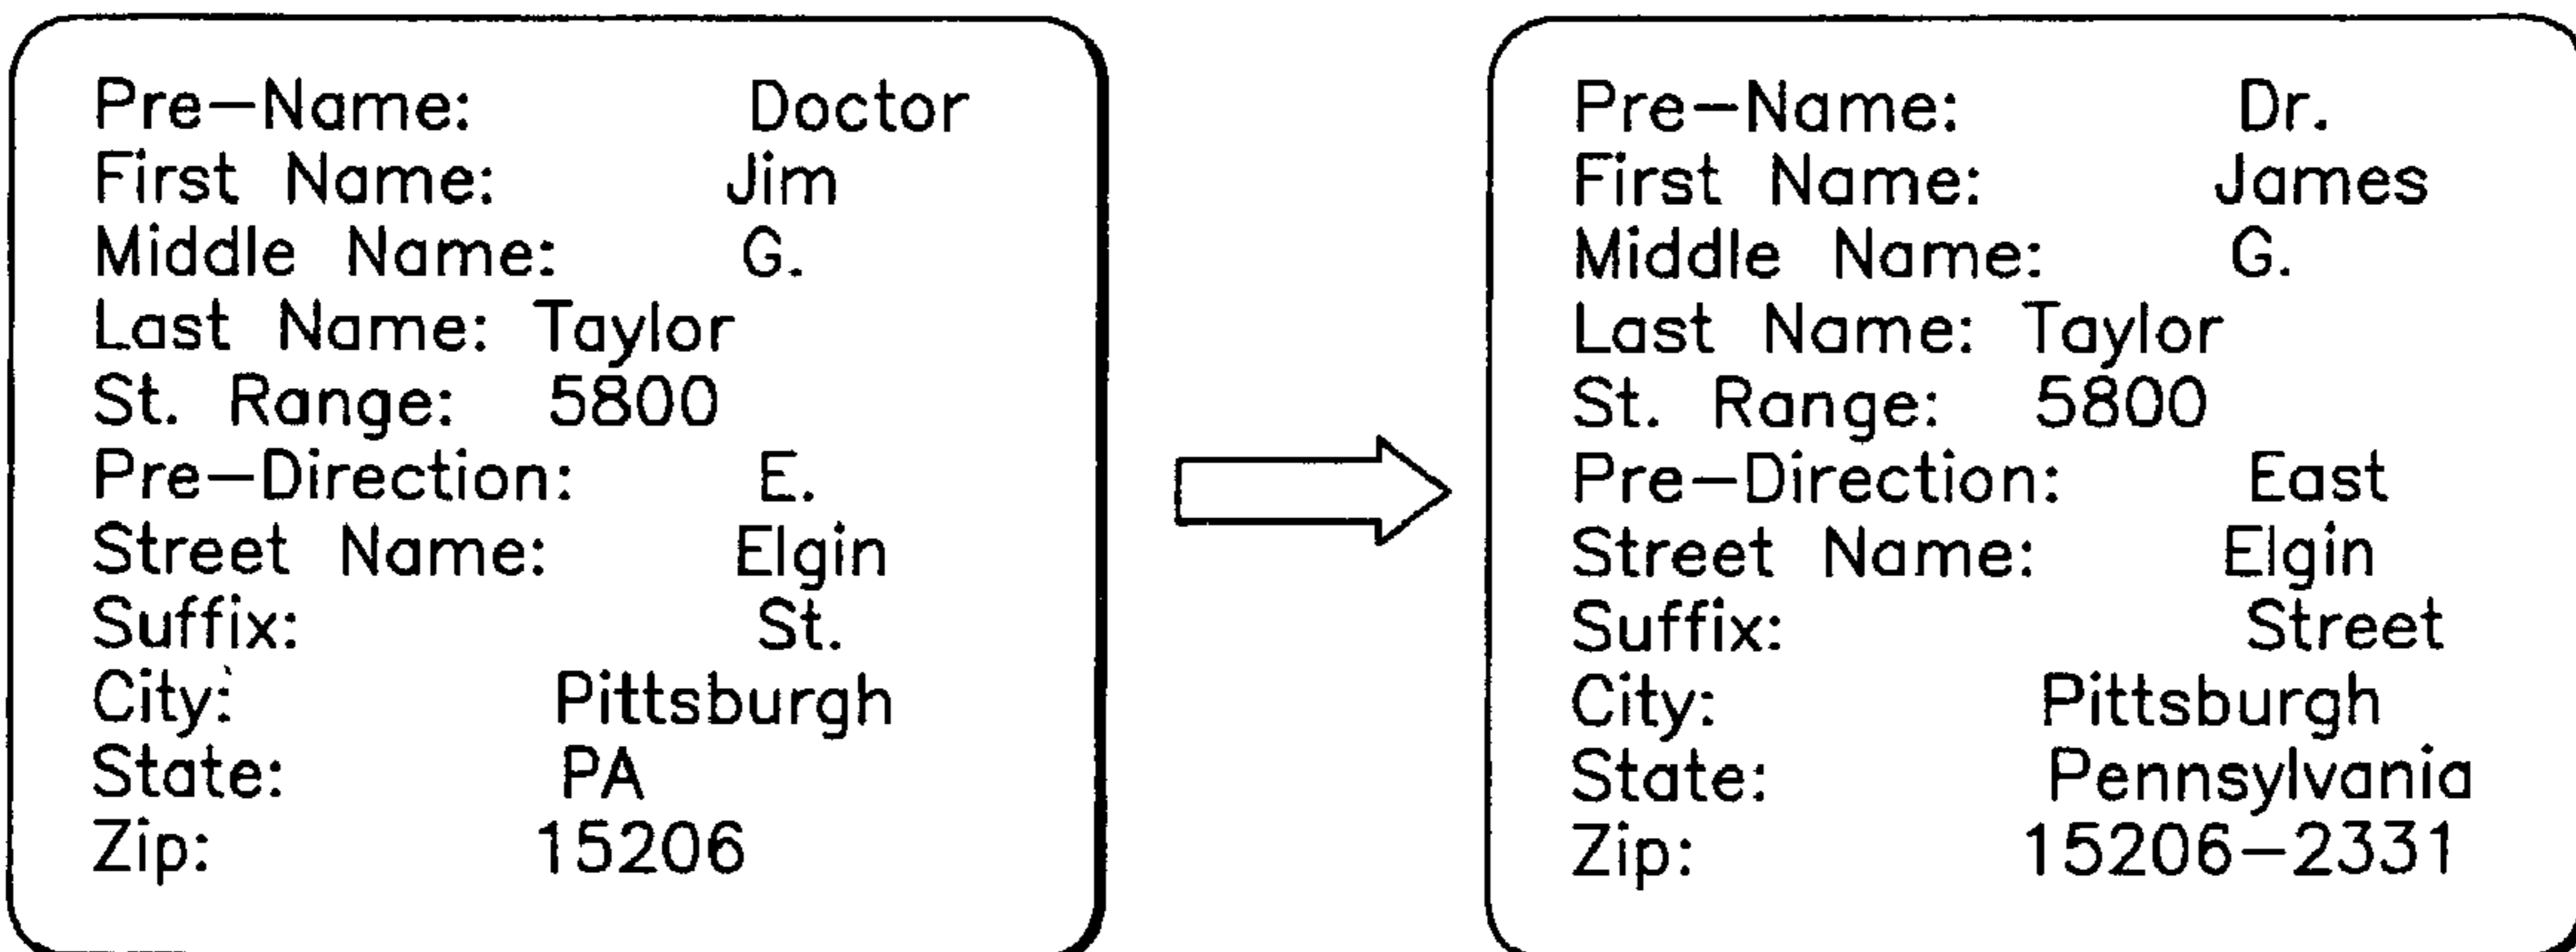 Pre-Name: Doctor
First Name: Jim
Middle Name: G.
Last Name: Taylor
St. Range: 5800
Pre-Direction: E.
Street Name: Elgin
Suffix: St.
City: Pittsburgh
State: PA
Zip: 15206
Pre-Name: Dr.
First Name: James
Middle Name: G.
Last Name: Taylor
St. Range: 5800
Pre-Direction: East
Street Name: Elgin
Suffix: Street
City: Pittsburgh
State: Pennsylvania
Zip: 15206-2331